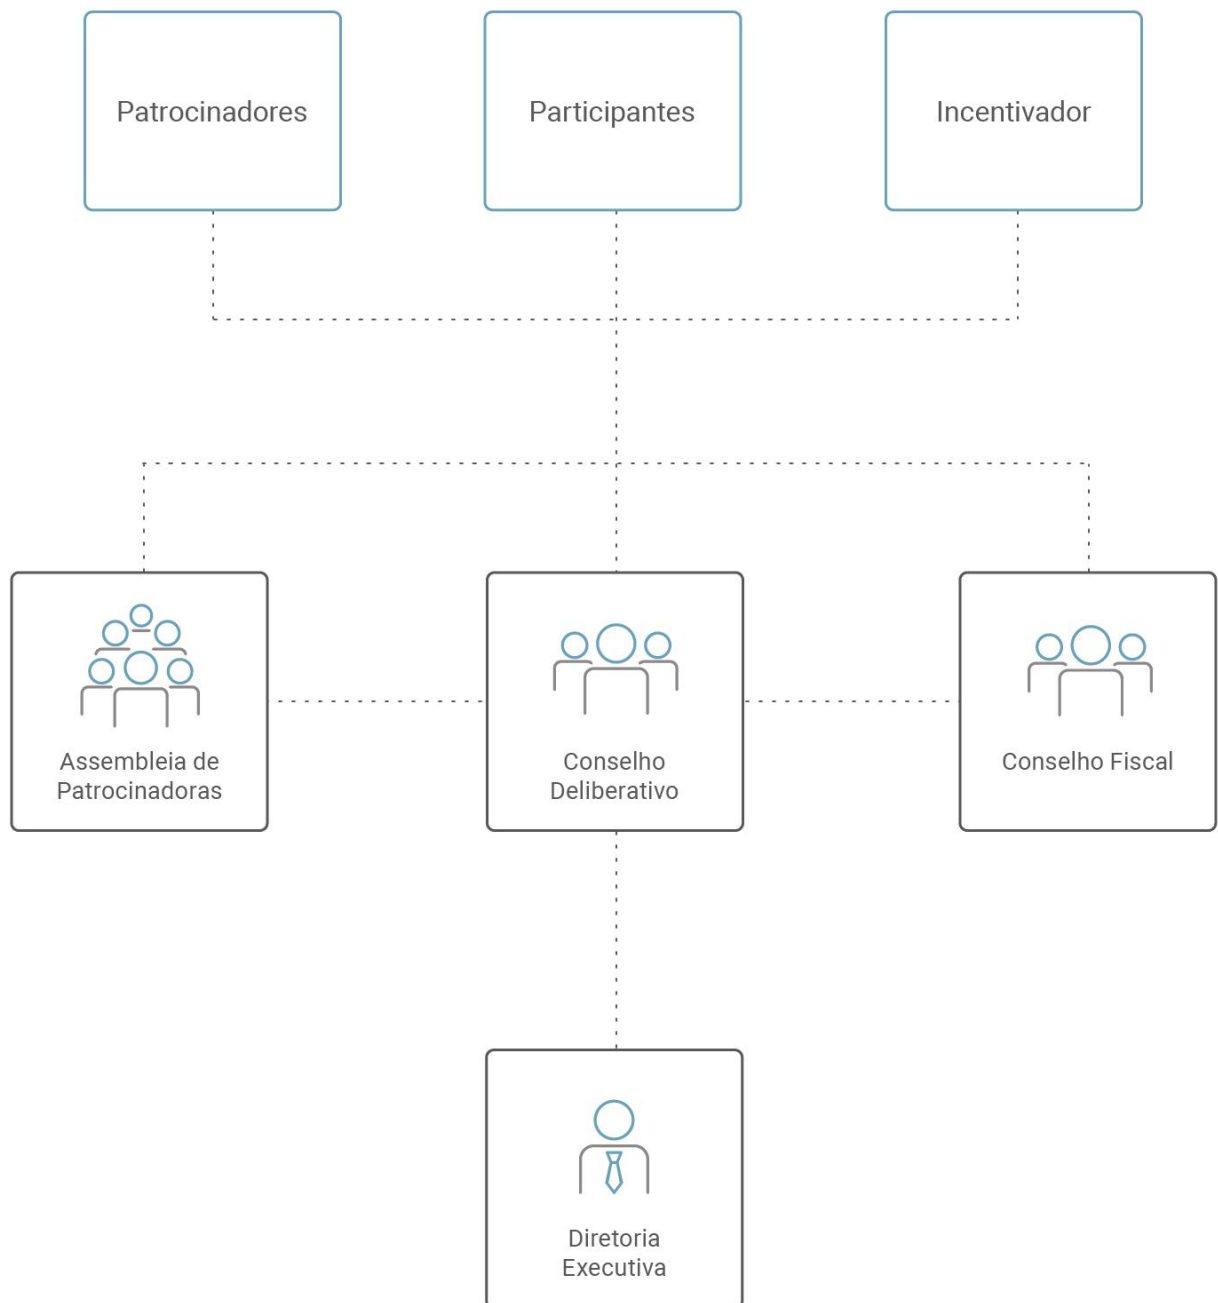 Patrocinadores
Participantes
Incentivador
Assembleia de
Patrocinadoras
Conselho
Deliberativo
Conselho Fiscal
Diretoria
Executiva